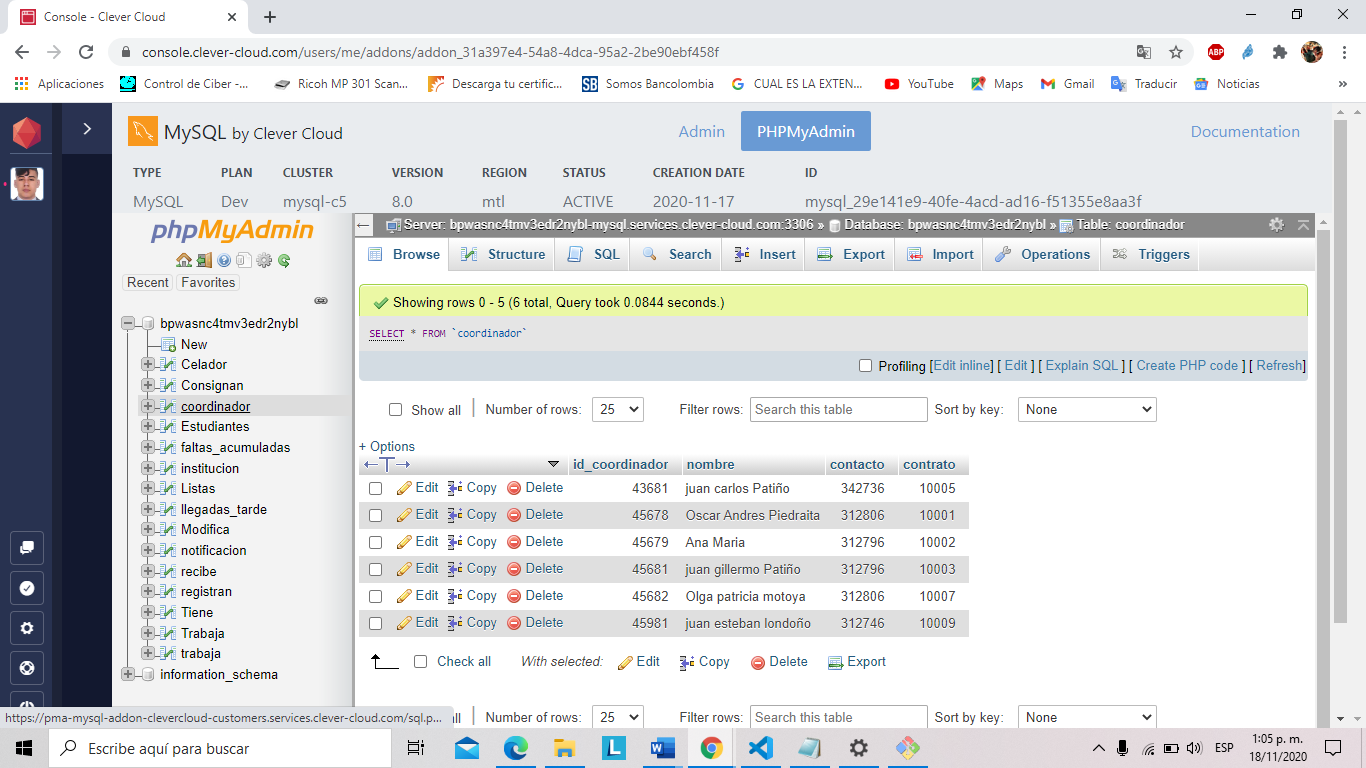 Console - Clever Cloud
console.clever-cloud.com/users/me/addons/addon_31a397e4-54a8-4dca-95a2-2be90ebf458f
ABP
Aplicaciones Control de Ciber -... Ricoh MP 301 Scan... Descarga tu certific... Somos Bancolombia CUAL ES LA EXTEN... YouTube Maps Gmail Traducir Noticias »
MySQL by Clever Cloud Admin PHPMyAdmin Documentation
TYPE PLAN CLUSTER VERSION REGION STATUS CREATION DATE ID
MySQL Dev mysql-c5 8.0 mtl ACTIVE 2020-11-17 mysql_29e141e9-40fe-4acd-ad16-f51355e8aa3f
phpMyAdmin
Recent Favorites
bpwasnc4tmv3edr2nybl
New
Celador
Consignan
coordinador
Estudiantes
faltas_acumuladas
institucion
Listas
llegadas_tarde
Modifica
notificacion
recibe
registran
Tiene
Trabaja
trabaja
information_schema
Server: bpwasnc4tmv3edr2nybl-mysql.services.clever-cloud.com:3306 » Database: bpwasnc4tmv3edr2nybl » Table: coordinador
Browse Structure SQL Search Insert Export Import Operations Triggers
Showing rows 0 - 5 (6 total, Query took 0.0844 seconds.)
SELECT * FROM `coordinador`
Profiling [Edit inline] [ Edit ] [ Explain SQL ] [ Create PHP code ] [ Refresh]
Show all Number of rows: 25 Filter rows: Search this table Sort by key: None
+ Options
id_coordinador nombre contacto contrato
Edit Copy Delete 43681 juan carlos Patiño 342736 10005
Edit Copy Delete 45678 Oscar Andres Piedraita 312806 10001
Edit Copy Delete 45679 Ana Maria 312796 10002
Edit Copy Delete 45681 juan gillermo Patiño 312796 10003
Edit Copy Delete 45682 Olga patricia motoya 312806 10007
Edit Copy Delete 45981 juan esteban londoño 312746 10009
Check all With selected: Edit Copy Delete Export
all Number of rows: 25 Filter rows: Search this table Sort by key: None
https://pma-mysql-addon-clevercloud-customers.services.clever-cloud.com/sql.p...
Escribe aquí para buscar
ESP
1:05 p. m.
18/11/2020